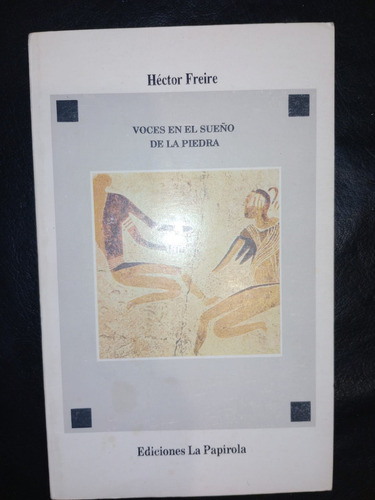 Héctor Freire
VOCES EN EL SUEÑO
DE LA PIEDRA
Ediciones La Papirola